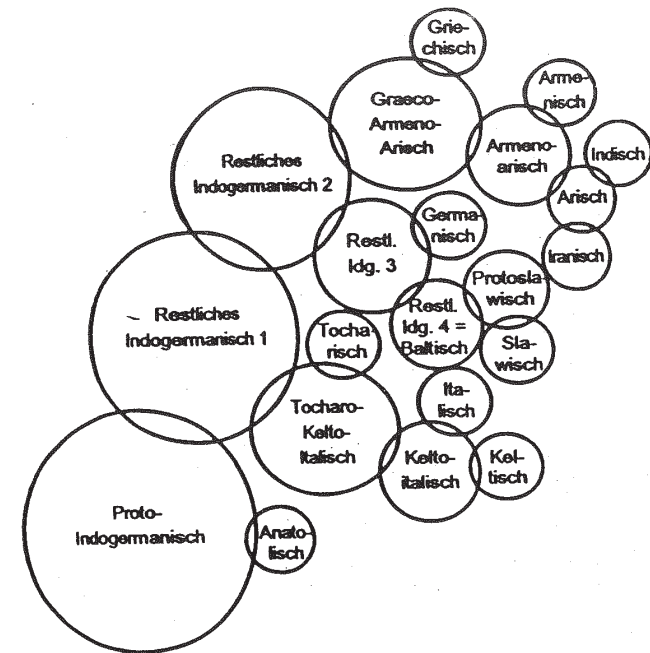 Grie-
chisch
Graeco-
Armeno-
Arisch
Arme-
nisch
Armeno-
arisch
Indisch
Arisch
Iranisch
Restliches
Indogermanisch 2
Germa-
nisch
Restl.
Idg. 3
Protosla-
wisch
Restl.
Idg. 4 =
Baltisch
Sla-
wisch
Restliches
Indogermanisch 1
Tocha-
risch
Ita-
lisch
Tocharo-
Kelto-
Italisch
Kelto-
italisch
Kel-
tisch
Proto-
Indogermanisch
Anato-
lisch